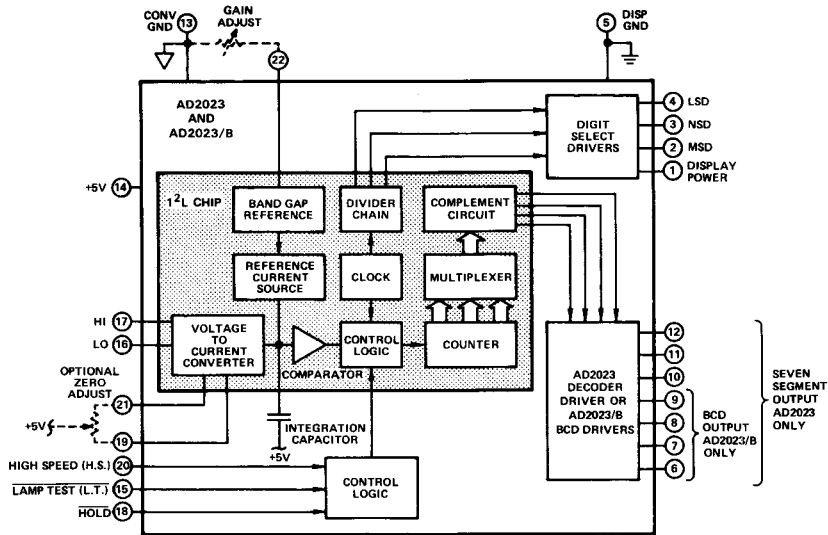 CONV
GND
13
GAIN
ADJUST
22
5
DISP
GND
AD2023
AND
AD2023/B
DIGIT
SELECT
DRIVERS
4
LSD
3
NSD
2
MSD
1
DISPLAY
POWER
+5V
14
1²L CHIP
BAND GAP
REFERENCE
DIVIDER
CHAIN
COMPLEMENT
CIRCUIT
REFERENCE
CURRENT
SOURCE
CLOCK
MULTIPLEXER
HI
17
LO
16
VOLTAGE
TO
CURRENT
CONVERTER
COMPARATOR
CONTROL
LOGIC
COUNTER
OPTIONAL
ZERO
ADJUST
21
+5V
19
INTEGRATION
CAPACITOR
+5V
AD2023
DECODER
DRIVER OR
AD2023/B
BCD DRIVERS
12
11
10
9
8
7
6
BCD
OUTPUT
AD2023/B
ONLY
SEVEN
SEGMENT
OUTPUT
AD2023
ONLY
HIGH SPEED (H.S.)
20
LAMP TEST (L.T.)
15
HOLD
18
CONTROL
LOGIC